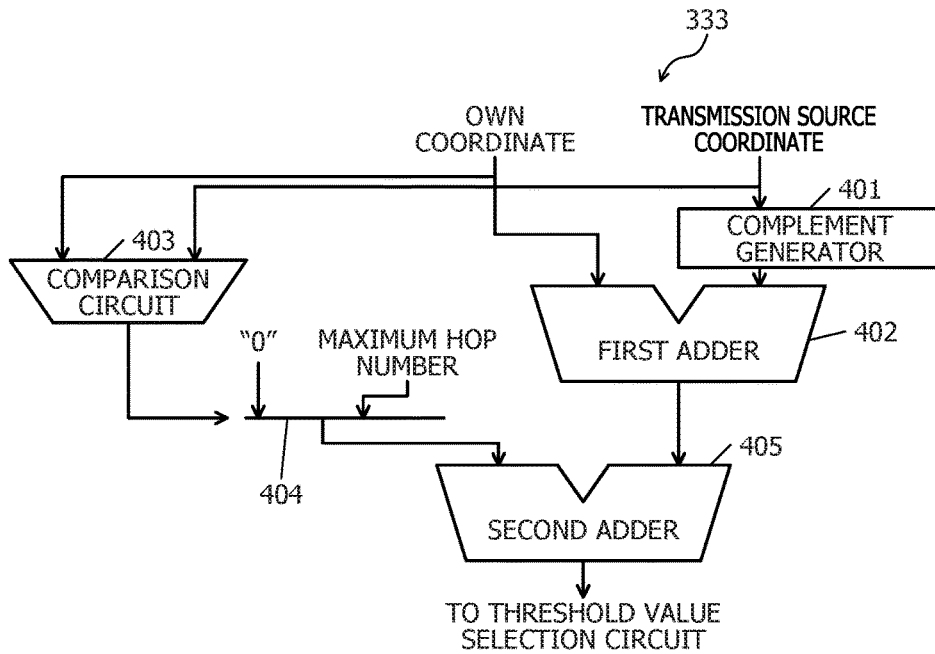 333
OWN
COORDINATE
TRANSMISSION SOURCE
COORDINATE
401
COMPLEMENT
GENERATOR
403
COMPARISON
CIRCUIT
"0"
MAXIMUM HOP
NUMBER
FIRST ADDER
402
404
405
SECOND ADDER
TO THRESHOLD VALUE
SELECTION CIRCUIT